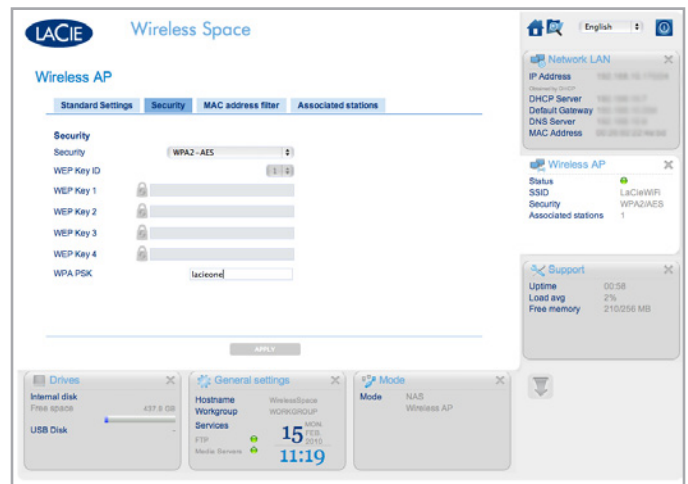 LACIE
Wireless Space
English
Wireless AP
Standard Settings Security MAC address filter Associated stations
Security
Security WPA2-AES
WEP Key ID 1
WEP Key 1
WEP Key 2
WEP Key 3
WEP Key 4
WPA PSK lacieone
APPLY
Network LAN
IP Address
Obtained by DHCP
DHCP Server
Default Gateway
DNS Server
MAC Address
Wireless AP
Status
SSID LaCieWiFi
Security WPA2/AES
Associated stations 1
Support
Uptime 00:58
Load avg 2%
Free memory 210/256 MB
Drives
Internal disk
Free space 437.9 GB
USB Disk -
General settings
Hostname WirelessSpace
Workgroup WORKGROUP
Services
FTP
Media Servers
15 MON
FEB
2010
11:19
Mode
Mode NAS
Wireless AP